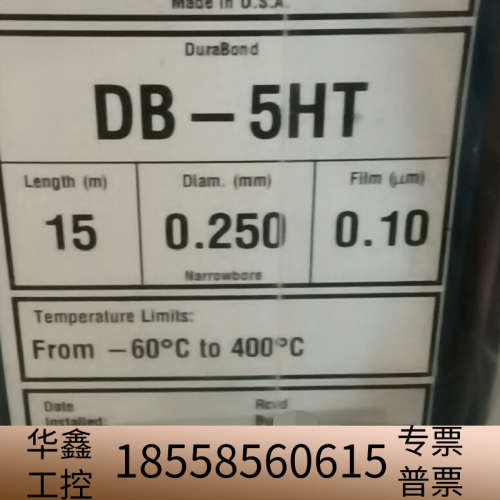 Made in U.S.A.
DuraBond
DB – 5HT
Length (m) Diam. (mm) Film (µm)
15 0.250 0.10
Narrowbore
Temperature Limits:
From –60°C to 400°C
Date Rcvd
Installed: By
华鑫工控 18558560615 专票普票